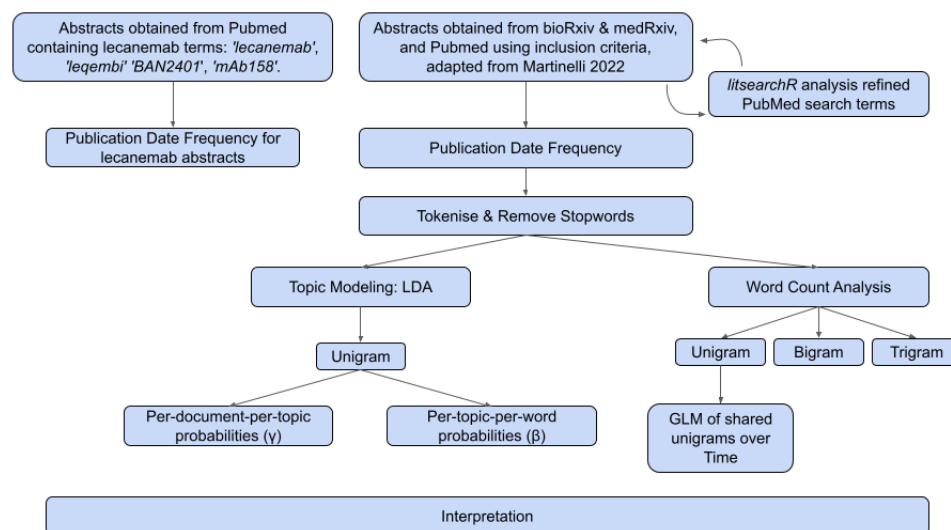 Abstracts obtained from Pubmed
containing lecanemab terms: 'lecanemab',
'leqembi' 'BAN2401', 'mAb158'.
Abstracts obtained from bioRxiv & medRxiv,
and Pubmed using inclusion criteria,
adapted from Martinelli 2022
litsearchR analysis refined
PubMed search terms
Publication Date Frequency for
lecanemab abstracts
Publication Date Frequency
Tokenise & Remove Stopwords
Topic Modeling: LDA
Word Count Analysis
Unigram
Unigram
Bigram
Trigram
Per-document-per-topic
probabilities (γ)
Per-topic-per-word
probabilities (β)
GLM of shared
unigrams over
Time
Interpretation